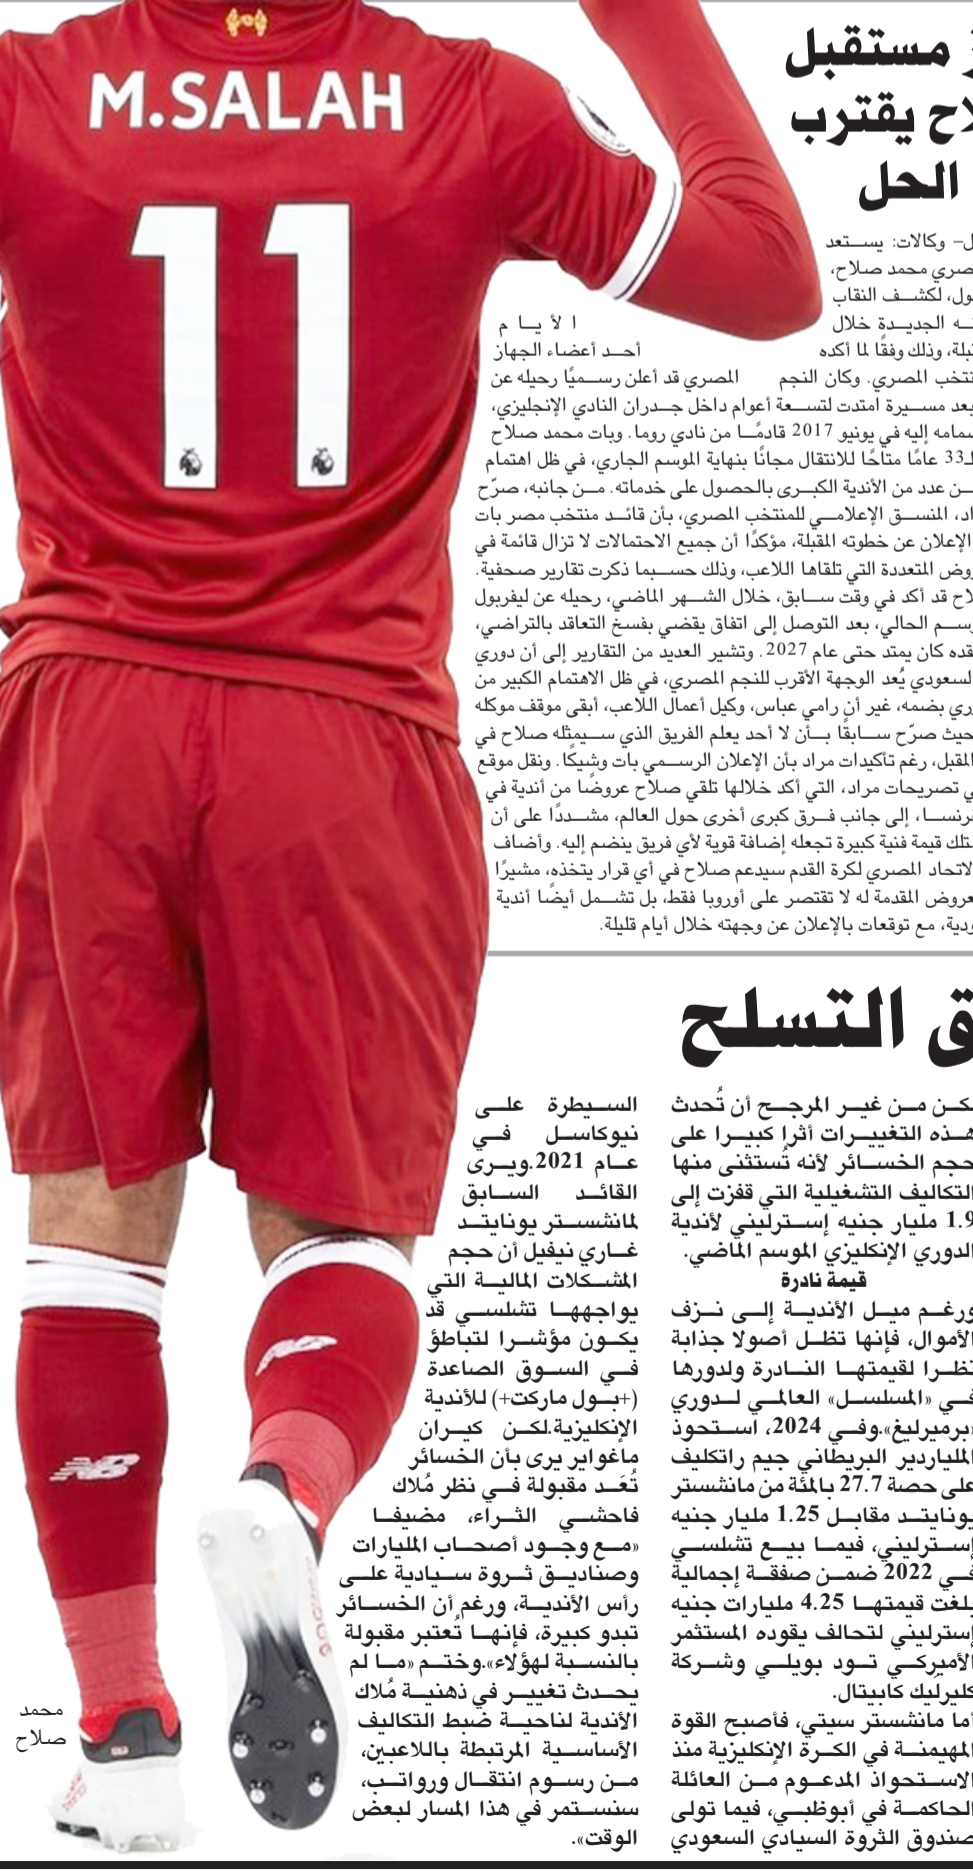 M.SALAH
11
مستقبل
يقترب
الحل
وكالات: يستعد
محمد صلاح،
لكشف النقاب
الجديدة خلال
وذلك وفقًا لما أكده
الأيام
أحد أعضاء الجهاز
المصري. وكان النجم المصري قد أعلن رسميًا رحيله عن
بعد مسيرة امتدت لتسعة أعوام داخل جدران النادي الإنجليزي،
إليه في يونيو 2017 قادمًا من نادي روما. وبات محمد صلاح
33 عامًا متاحًا للانتقال مجانًا بنهاية الموسم الجاري، في ظل اهتمام
عدد من الأندية الكبرى بالحصول على خدماته. من جانبه، صرّح
المنسق الإعلامي للمنتخب المصري، بأن قائد منتخب مصر بات
الإعلان عن خطوته المقبلة، مؤكدًا أن جميع الاحتمالات لا تزال قائمة في
المتعددة التي تلقاها اللاعب، وذلك حسبما ذكرت تقارير صحفية.
قد أكد في وقت سابق، خلال الشهر الماضي، رحيله عن ليفربول
الحالي، بعد التوصل إلى اتفاق يقضي بفسخ التعاقد بالتراضي،
كان يمتد حتى عام 2027. وتشير العديد من التقارير إلى أن دوري
السعودي يُعد الوجهة الأقرب للنجم المصري، في ظل الاهتمام الكبير من
بضمه، غير أن رامي عباس، وكيل أعمال اللاعب، أبقى موقف موكله
حيث صرّح سابقًا بأن لا أحد يعلم الفريق الذي سيمثله صلاح في
المقبل، رغم تأكيدات مراد بأن الإعلان الرسمي بات وشيكًا. ونقل موقع
تصريحات مراد، التي أكد خلالها تلقي صلاح عروضًا من أندية في
إلى جانب فرق كبرى أخرى حول العالم، مشددًا على أن
قيمة فنية كبيرة تجعله إضافة قوية لأي فريق ينضم إليه. وأضاف
الاتحاد المصري لكرة القدم سيدعم صلاح في أي قرار يتخذه، مشيرًا
المقدمة له لا تقتصر على أوروبا فقط، بل تشمل أيضًا أندية
مع توقعات بالإعلان عن وجهته خلال أيام قليلة.
التسلح
من غير المرجح أن تُحدث
هذه التغييرات أثرا كبيرا على
حجم الخسائر لأنه تُستثنى منها
التكاليف التشغيلية التي قفزت إلى
1.9 مليار جنيه إسترليني لأندية
الدوري الإنكليزي الموسم الماضي.
قيمة نادرة
ورغم ميل الأندية إلى نزف
الأموال، فإنها تظل أصولا جذابة
نظرا لقيمتها النادرة ولدورها
في «المسلسل» العالمي لدوري
«برميرليغ».وفي 2024، استحوذ
الملياردير البريطاني جيم راتكليف
على حصة 27.7 بالمئة من مانشستر
يونايتد مقابل 1.25 مليار جنيه
إسترليني، فيما بيع تشلسي
في 2022 ضمن صفقة إجمالية
بلغت قيمتها 4.25 مليارات جنيه
إسترليني لتحالف يقوده المستثمر
الأميركي تود بويلي وشركة
كليرليك كابيتال.
أما مانشستر سيتي، فأصبح القوة
المهيمنة في الكرة الإنكليزية منذ
الاستحواذ المدعوم من العائلة
الحاكمة في أبوظبي، فيما تولى
صندوق الثروة السيادي السعودي
السيطرة على
نيوكاسل في
عام 2021.ويرى
القائد السابق
لمانشستر يونايتد
غاري نيفيل أن حجم
المشكلات المالية التي
يواجهها تشلسي قد
يكون مؤشرا لتباطؤ
في السوق الصاعدة
(+بول ماركت+) للأندية
الإنكليزية.لكن كيران
ماغواير يرى بأن الخسائر
تُعَد مقبولة في نظر مُلاك
فاحشي الثراء، مضيفا
«مع وجود أصحاب المليارات
وصناديق ثروة سيادية على
رأس الأندية، ورغم أن الخسائر
تبدو كبيرة، فإنها تُعتبر مقبولة
بالنسبة لهؤلاء».وختم «ما لم
يحدث تغيير في ذهنية مُلاك
الأندية لناحية ضبط التكاليف
الأساسية المرتبطة باللاعبين،
من رسوم انتقال ورواتب،
سنستمر في هذا المسار لبعض
الوقت».
محمد
صلاح